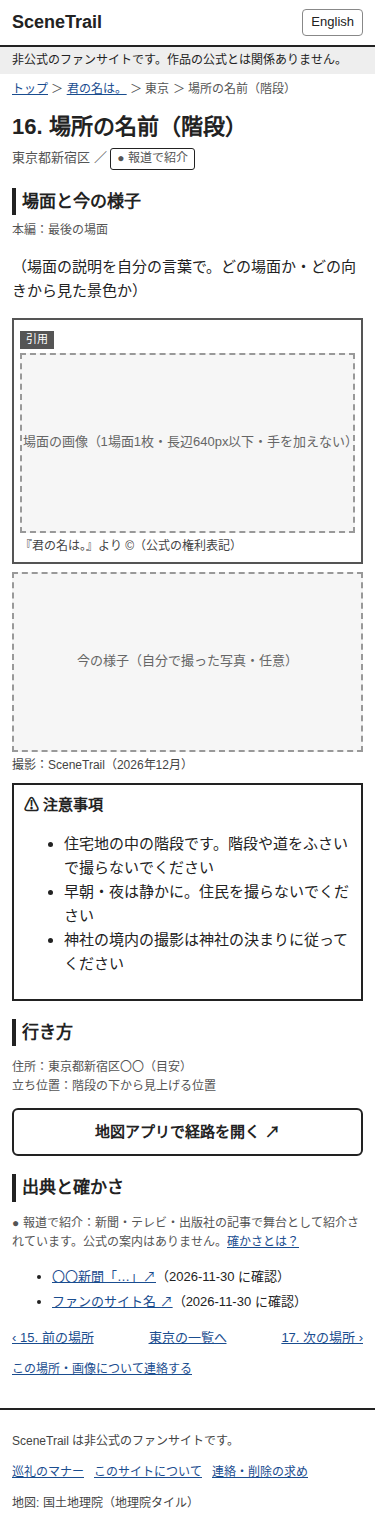 SceneTrail
English
非公式のファンサイトです。作品の公式とは関係ありません。
トップ ＞ 君の名は。 ＞ 東京 ＞ 場所の名前（階段）
16. 場所の名前（階段）
東京都新宿区 ／ ● 報道で紹介
場面と今の様子
本編：最後の場面
（場面の説明を自分の言葉で。どの場面か・どの向
きから見た景色か）
引用
場面の画像（1場面1枚・長辺640px以下・手を加えない）
『君の名は。』より ©（公式の権利表記）
今の様子（自分で撮った写真・任意）
撮影：SceneTrail（2026年12月）
⚠ 注意事項
• 住宅地の中の階段です。階段や道をふさい
で撮らないでください
• 早朝・夜は静かに。住民を撮らないでくだ
さい
• 神社の境内の撮影は神社の決まりに従って
ください
行き方
住所：東京都新宿区〇〇（目安）
立ち位置：階段の下から見上げる位置
地図アプリで経路を開く ↗
出典と確かさ
● 報道で紹介：新聞・テレビ・出版社の記事で舞台として紹介さ
れています。公式の案内はありません。確かさとは？
• 〇〇新聞「…」↗（2026-11-30 に確認）
• ファンのサイト名 ↗（2026-11-30 に確認）
‹ 15. 前の場所 東京の一覧へ 17. 次の場所 ›
この場所・画像について連絡する
SceneTrail は非公式のファンサイトです。
巡礼のマナー このサイトについて 連絡・削除の求め
地図: 国土地理院（地理院タイル）